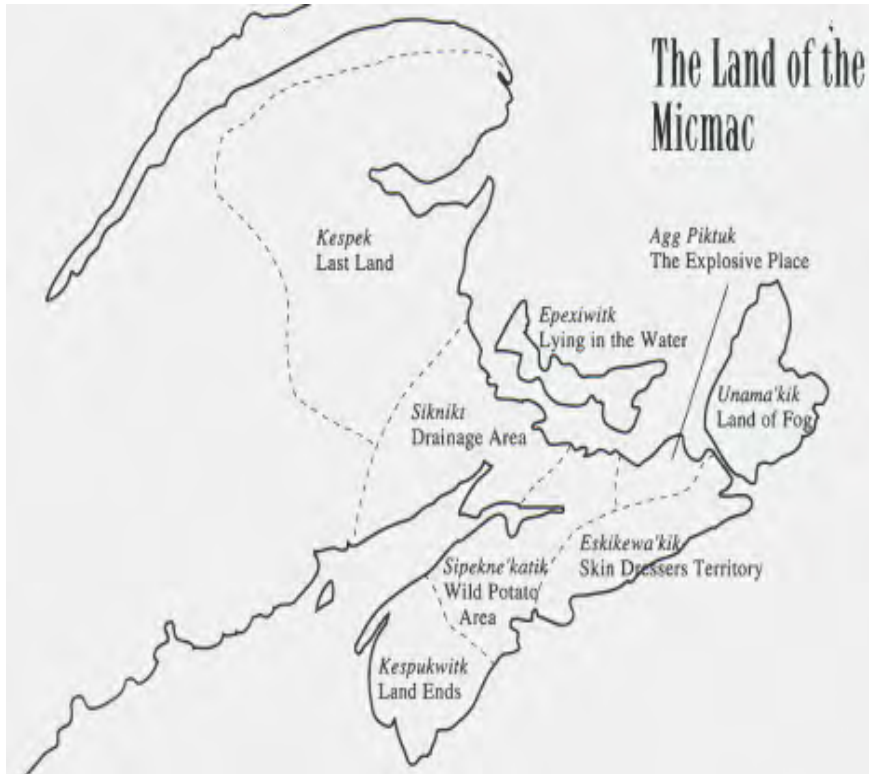 The Land of the
Micmac
Kespek
Last Land
Agg Piktuk
The Explosive Place
Epexiwitk
Lying in the Water
Unama'kik
Land of Fog
Sikniki
Drainage Area
Eskikewa'kik
Skin Dressers Territory
Sipekne'katik
Wild Potato
Area
Kespukwitk
Land Ends